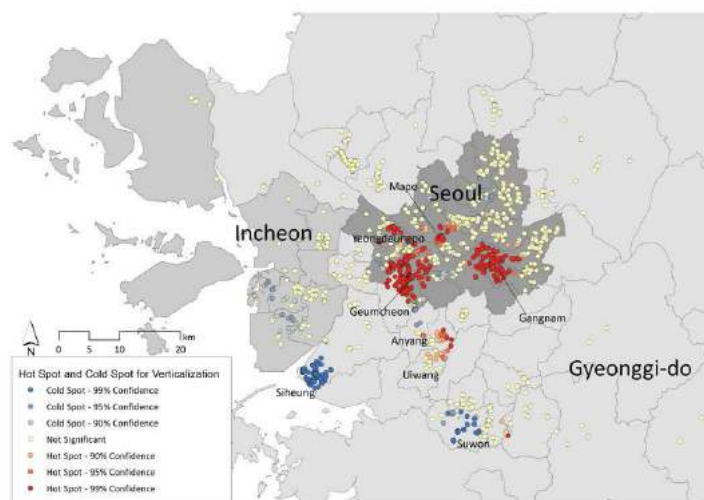 Seoul
Mapo
Incheon
Yeongdeungpo
Geumcheon
Gangnam
Anyang
Uiwang
Gyeonggi-do
Siheung
Suwon
N
km
0 5 10 20
Hot Spot and Cold Spot for Verticalization
Cold Spot - 99% Confidence
Cold Spot - 95% Confidence
Cold Spot - 90% Confidence
Not Significant
Hot Spot - 90% Confidence
Hot Spot - 95% Confidence
Hot Spot - 99% Confidence